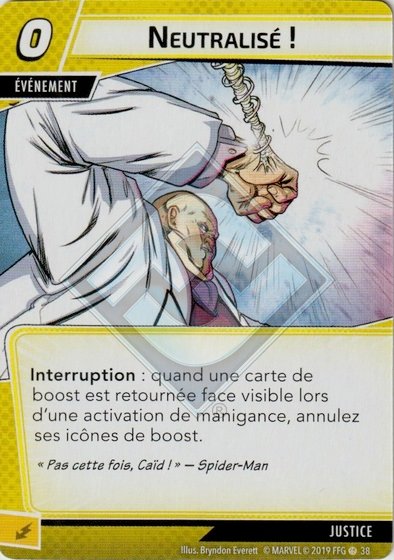 0
NEUTRALISÉ !
ÉVÉNEMENT
Interruption : quand une carte de
boost est retournée face visible lors
d'une activation de manigance, annulez
ses icônes de boost.
« Pas cette fois, Caïd ! » — Spider-Man
JUSTICE
Illus. Bryndon Everett © MARVEL © 2019 FFG 38